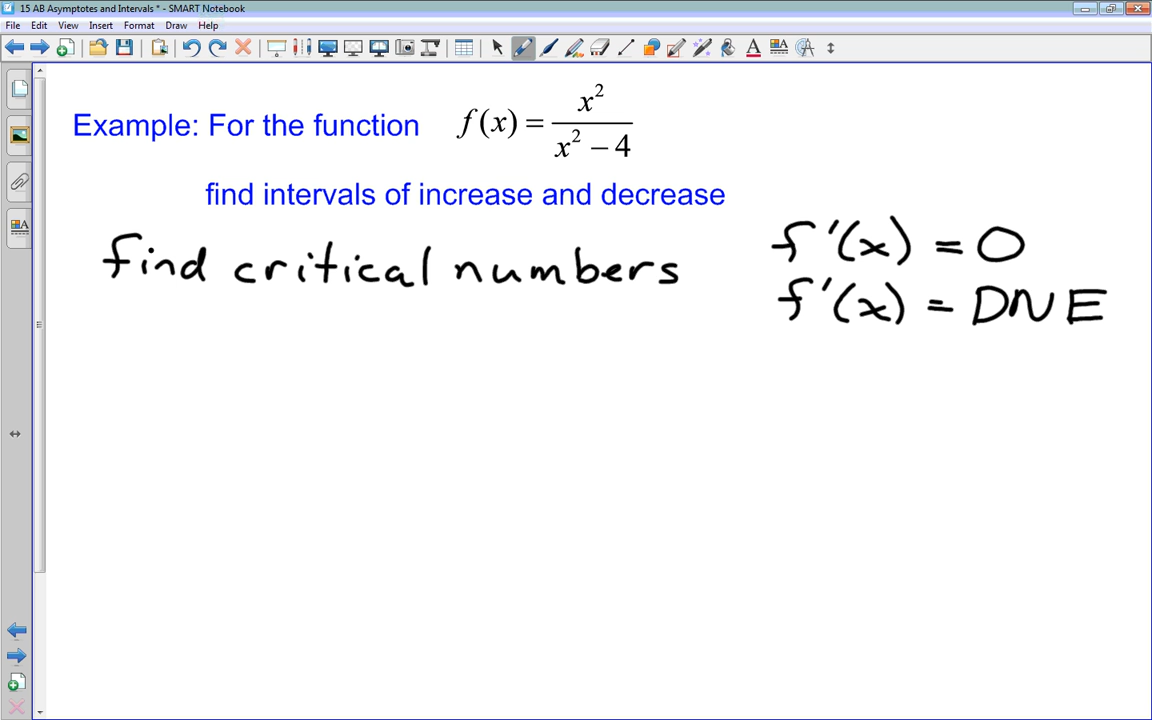 15 AB Asymptotes and Intervals * - SMART Notebook
File Edit View Insert Format Draw Help
Example: For the function f(x) = x²/(x² − 4)
find intervals of increase and decrease
find critical numbers
f'(x) = 0
f'(x) = DNE